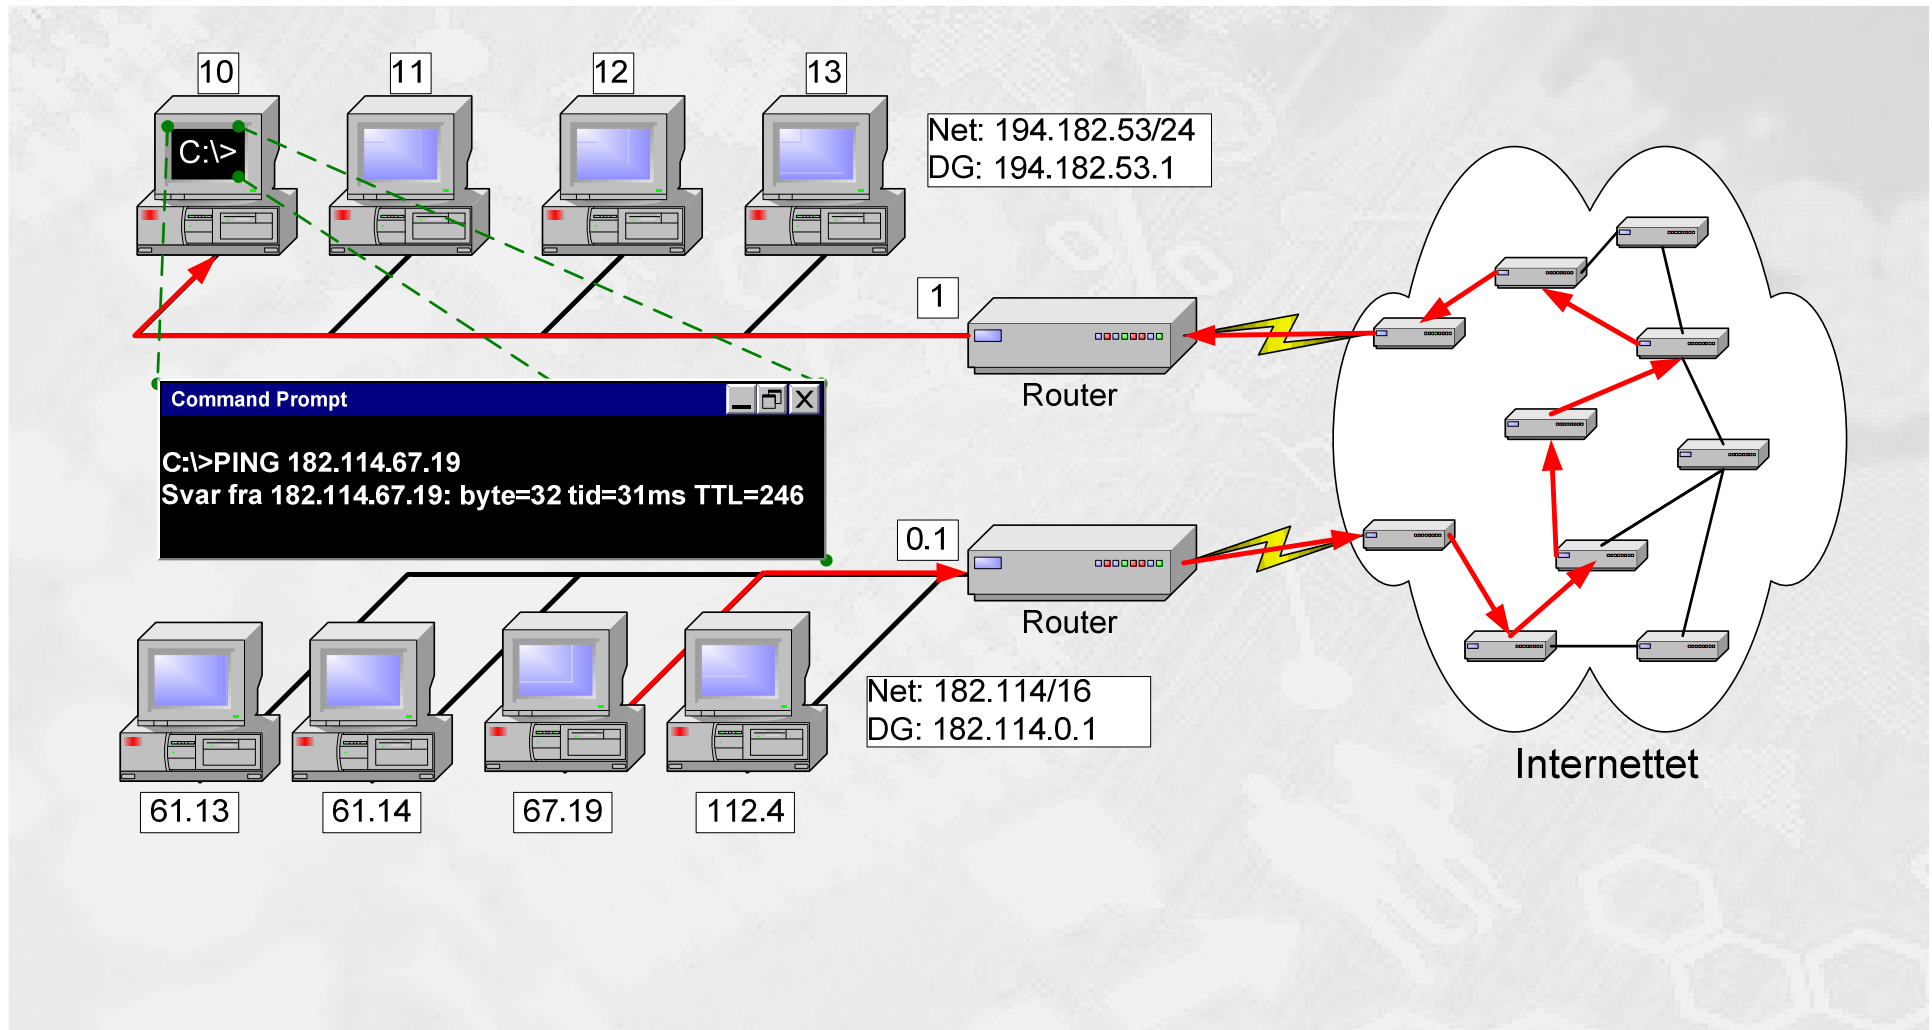 10
11
12
13
C:\>
Net: 194.182.53/24
DG: 194.182.53.1
1
Router
Command Prompt
C:\>PING 182.114.67.19
Svar fra 182.114.67.19: byte=32 tid=31ms TTL=246
0.1
Router
Net: 182.114/16
DG: 182.114.0.1
Internettet
61.13
61.14
67.19
112.4